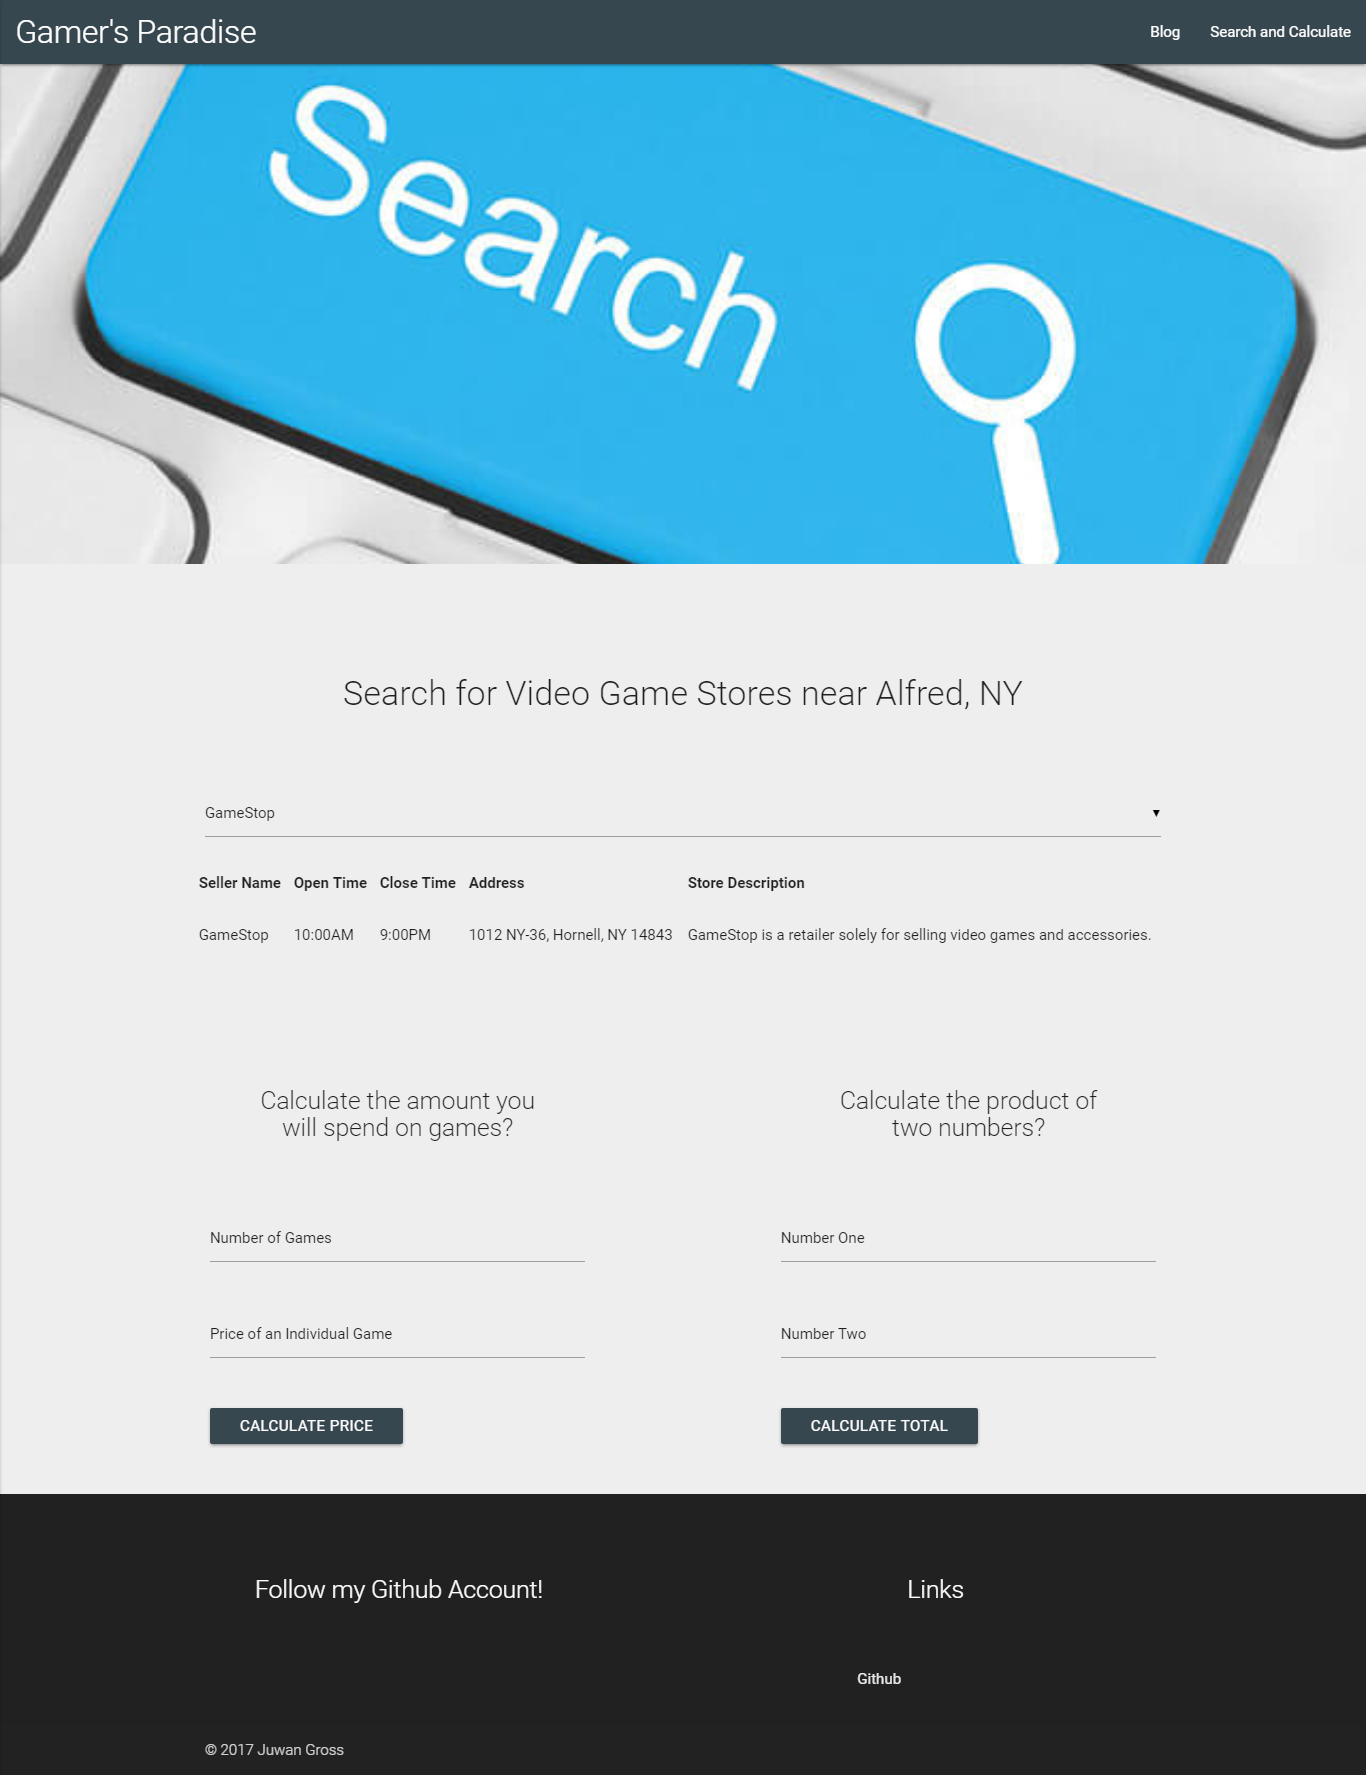 Gamer's Paradise
Blog
Search and Calculate
Search
Search for Video Game Stores near Alfred, NY
GameStop
▼
Seller Name Open Time Close Time Address Store Description
GameStop 10:00AM 9:00PM 1012 NY-36, Hornell, NY 14843 GameStop is a retailer solely for selling video games and accessories.
Calculate the amount you
will spend on games?
Number of Games
Price of an Individual Game
CALCULATE PRICE
Calculate the product of
two numbers?
Number One
Number Two
CALCULATE TOTAL
Follow my Github Account!
Links
Github
© 2017 Juwan Gross